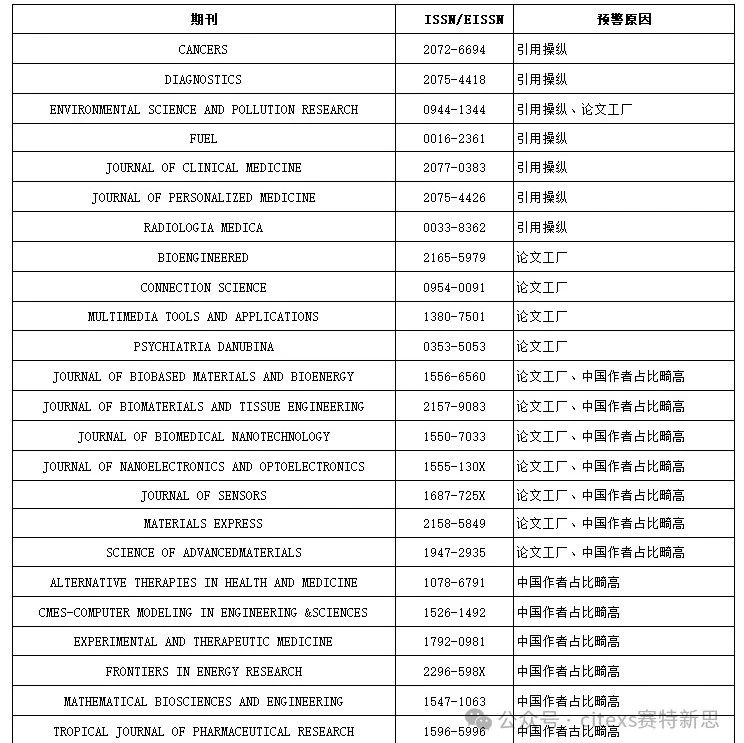 期刊 ISSN/EISSN 预警原因
CANCERS 2072-6694 引用操纵
DIAGNOSTICS 2075-4418 引用操纵
ENVIRONMENTAL SCIENCE AND POLLUTION RESEARCH 0944-1344 引用操纵、论文工厂
FUEL 0016-2361 引用操纵
JOURNAL OF CLINICAL MEDICINE 2077-0383 引用操纵
JOURNAL OF PERSONALIZED MEDICINE 2075-4426 引用操纵
RADIOLOGIA MEDICA 0033-8362 引用操纵
BIOENGINEERED 2165-5979 论文工厂
CONNECTION SCIENCE 0954-0091 论文工厂
MULTIMEDIA TOOLS AND APPLICATIONS 1380-7501 论文工厂
PSYCHIATRIA DANUBINA 0353-5053 论文工厂
JOURNAL OF BIOBASED MATERIALS AND BIOENERGY 1556-6560 论文工厂、中国作者占比畸高
JOURNAL OF BIOMATERIALS AND TISSUE ENGINEERING 2157-9083 论文工厂、中国作者占比畸高
JOURNAL OF BIOMEDICAL NANOTECHNOLOGY 1550-7033 论文工厂、中国作者占比畸高
JOURNAL OF NANOELECTRONICS AND OPTOELECTRONICS 1555-130X 论文工厂、中国作者占比畸高
JOURNAL OF SENSORS 1687-725X 论文工厂、中国作者占比畸高
MATERIALS EXPRESS 2158-5849 论文工厂、中国作者占比畸高
SCIENCE OF ADVANCEDMATERIALS 1947-2935 论文工厂、中国作者占比畸高
ALTERNATIVE THERAPIES IN HEALTH AND MEDICINE 1078-6791 中国作者占比畸高
CMES-COMPUTER MODELING IN ENGINEERING &SCIENCES 1526-1492 中国作者占比畸高
EXPERIMENTAL AND THERAPEUTIC MEDICINE 1792-0981 中国作者占比畸高
FRONTIERS IN ENERGY RESEARCH 2296-598X 中国作者占比畸高
MATHEMATICAL BIOSCIENCES AND ENGINEERING 1547-1063 中国作者占比畸高
公众号 · citexs赛特新思
TROPICAL JOURNAL OF PHARMACEUTICAL RESEARCH 1596-5996 中国作者占比畸高